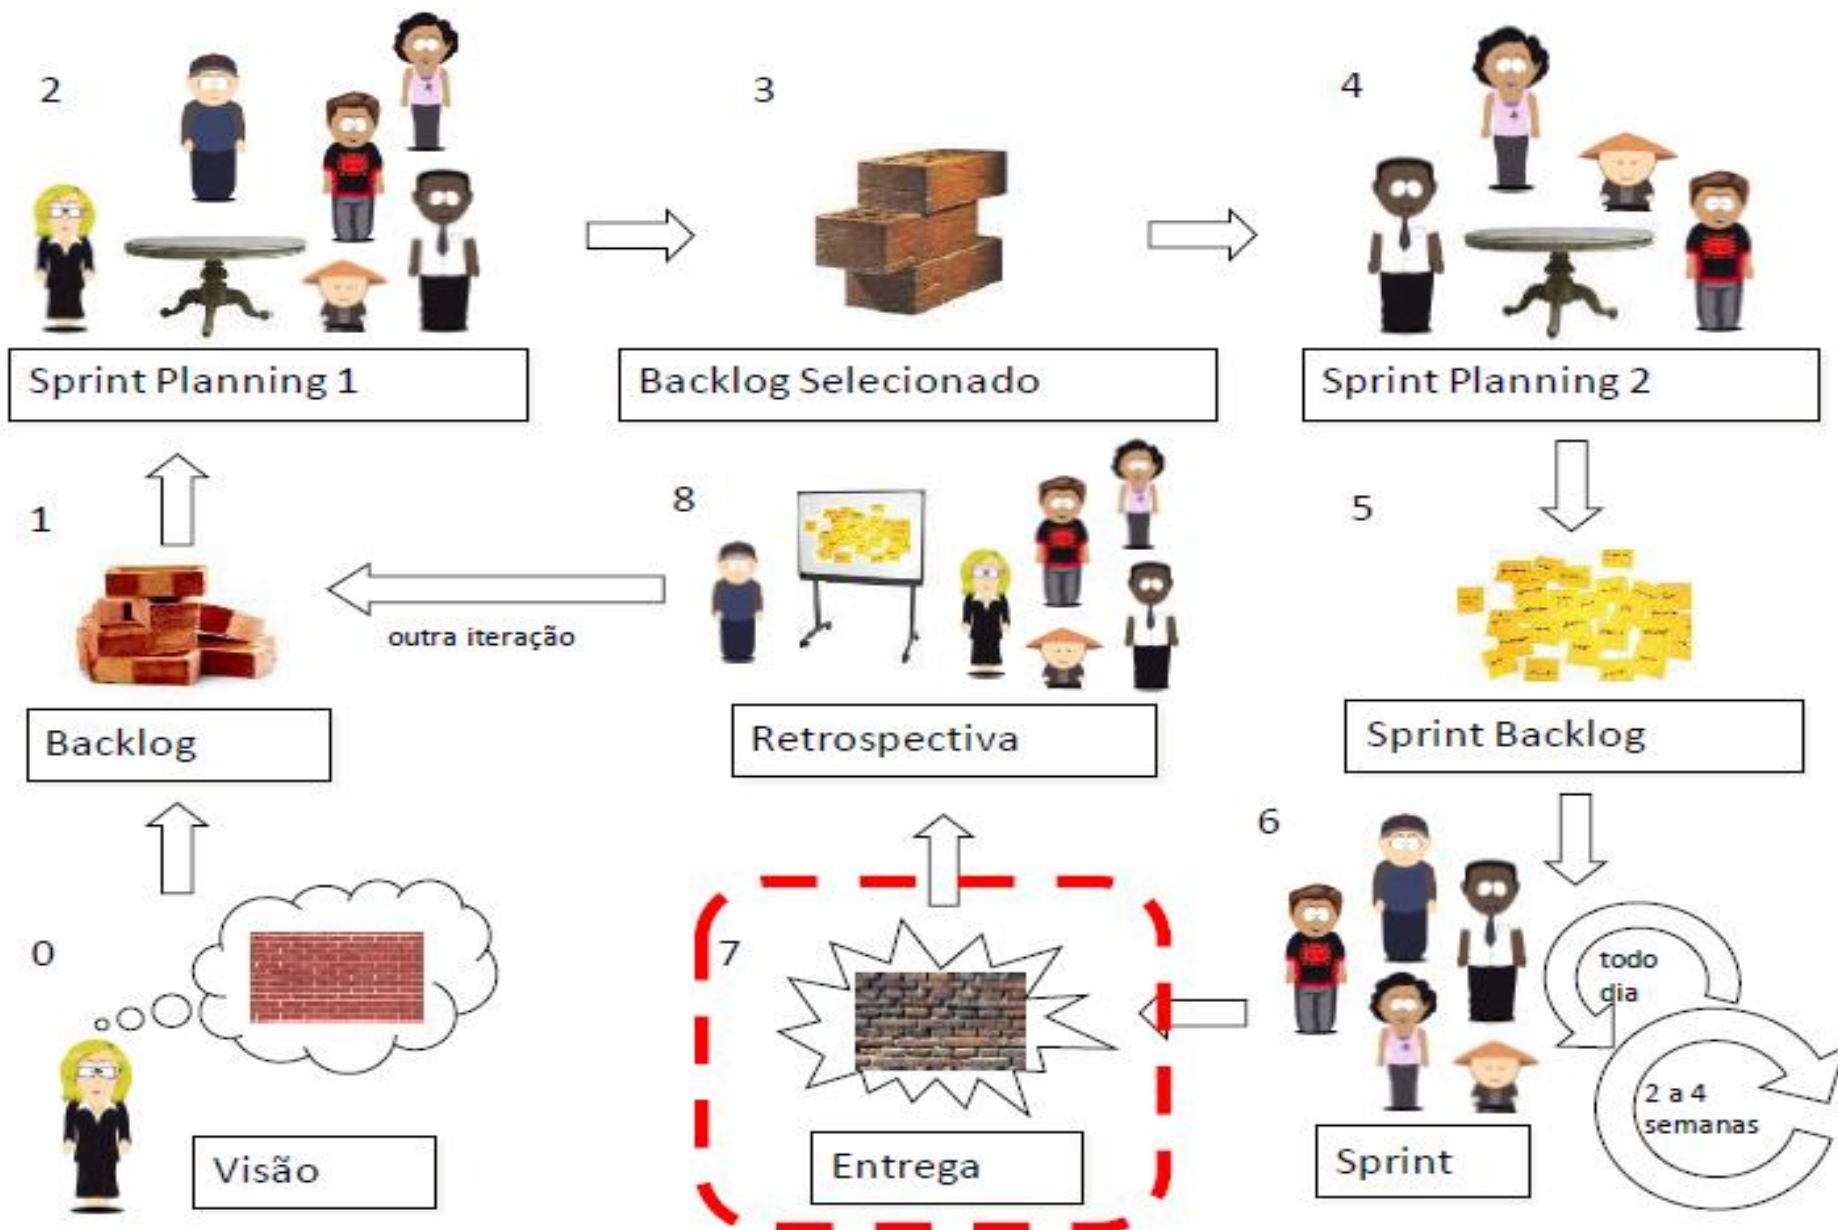 2
3
4
Sprint Planning 1
Backlog Selecionado
Sprint Planning 2
1
8
5
outra iteração
Backlog
Retrospectiva
Sprint Backlog
0
7
6
todo
dia
2 a 4
semanas
Visão
Entrega
Sprint